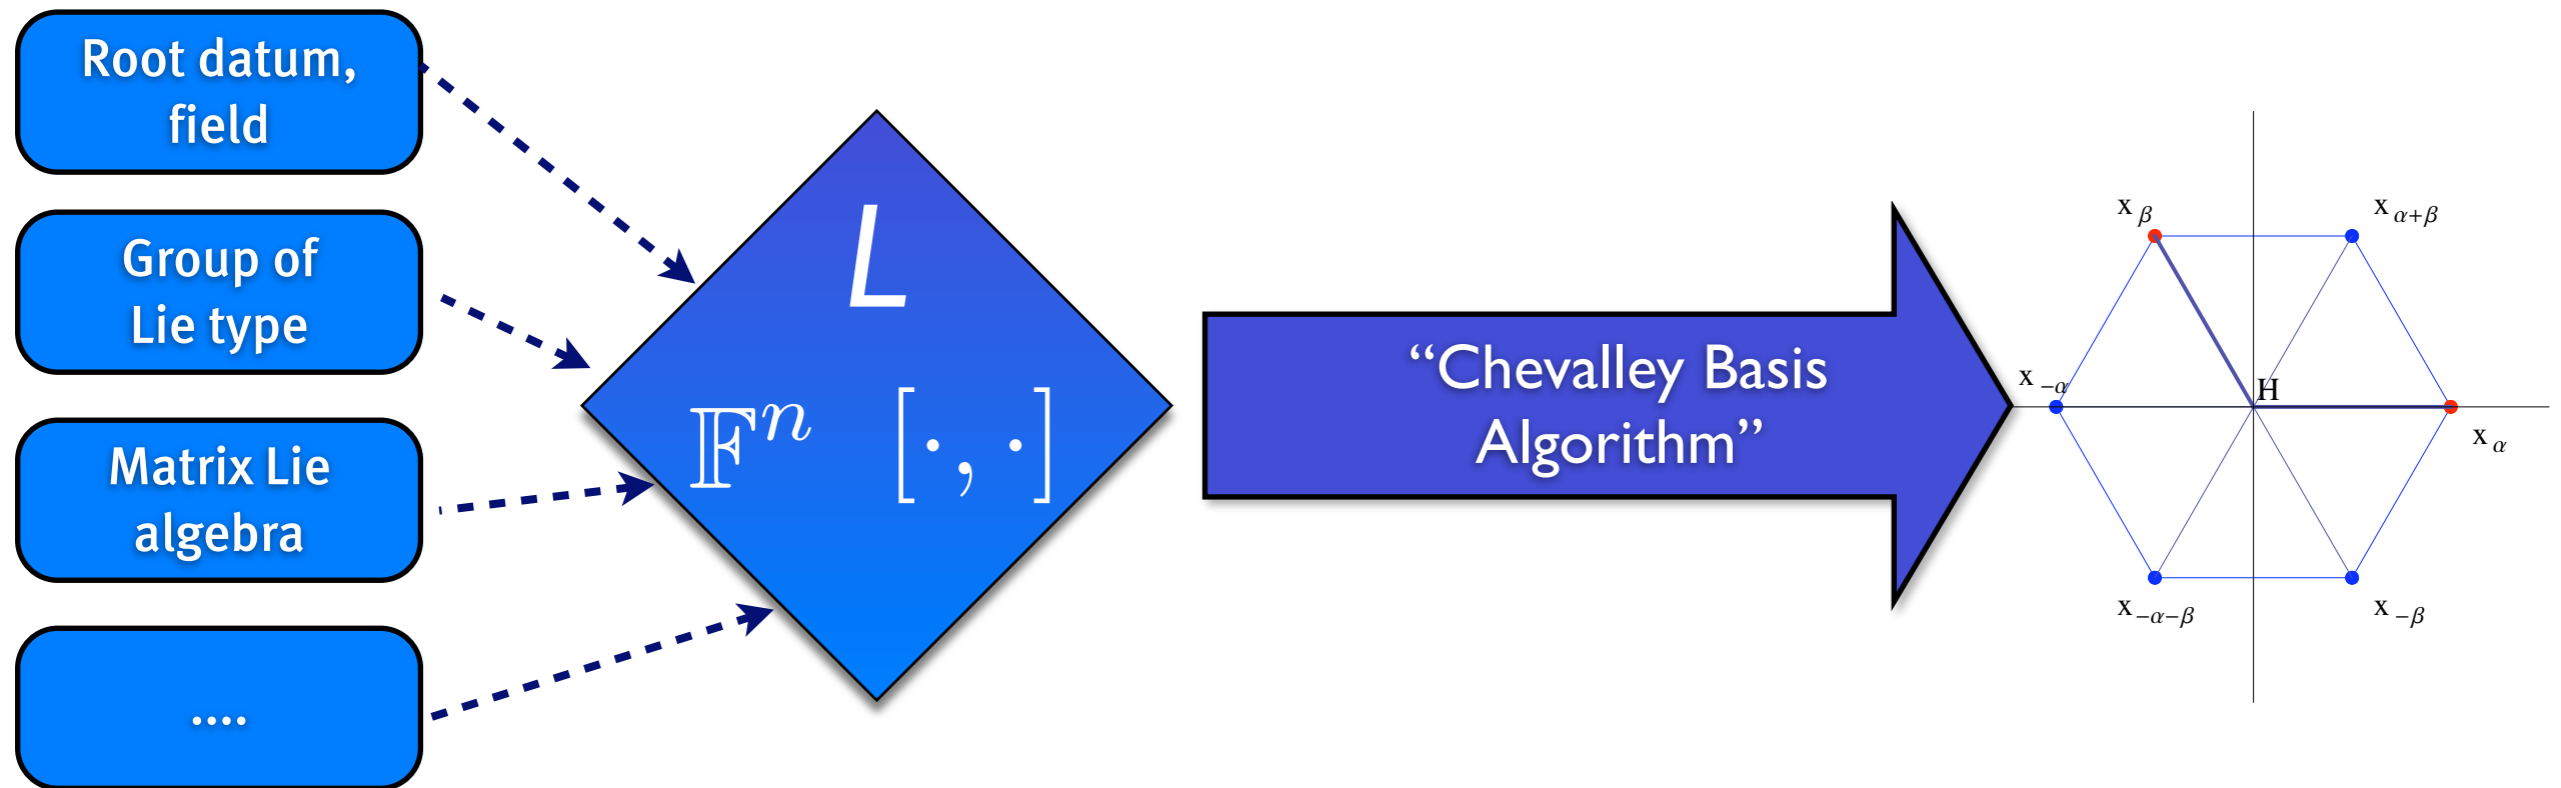 Root datum,
field
Group of
Lie type
Matrix Lie
algebra
....
L
𝔽ⁿ [·,·]
“Chevalley Basis
Algorithm”
x β
x α+β
x −α
H
x α
x −α−β
x −β